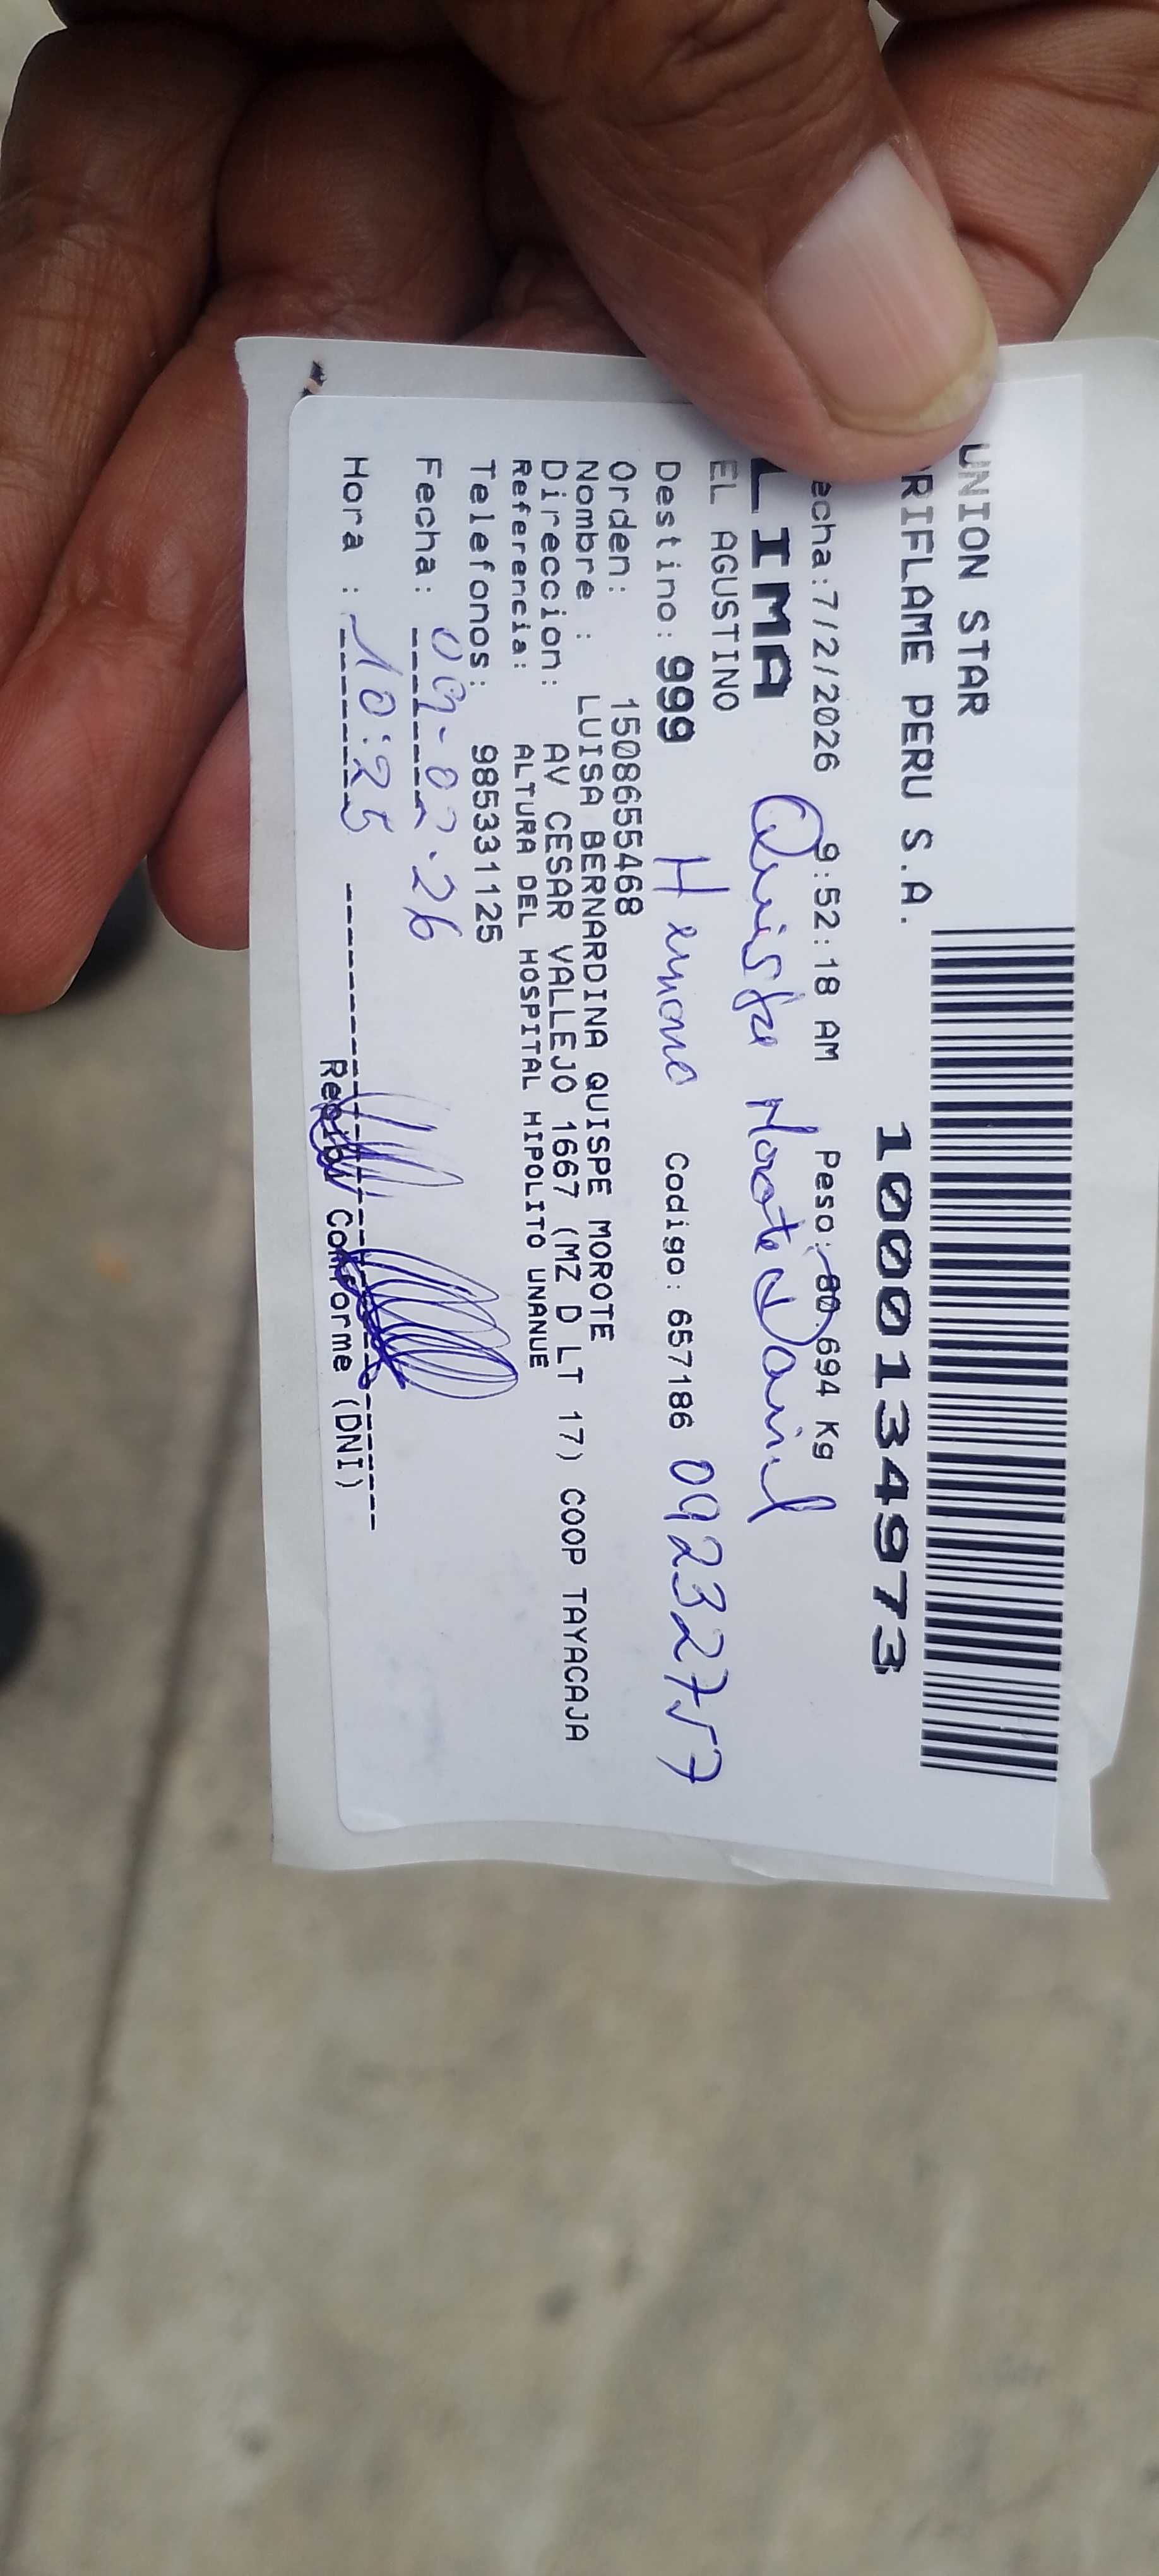 UNION STAR
RIFLAME PERU S.A. 1000134973
echa:7/2/2026 9:52:18 AM Peso: 80.694 Kg
LIMA Quispe Morote Daniel
EL AGUSTINO
Destino: 999 Hermano Codigo: 657186 09232757
Orden: 1508655468
Nombre : LUISA BERNARDINA QUISPE MOROTE
Direccion: AV CESAR VALLEJO 1667 (MZ D LT 17) COOP TAYACAJA
Referencia: ALTURA DEL HOSPITAL HIPOLITO UNANUE
Telefonos: 985331125
Fecha: 09-02-26
Hora : 10:25
Recibi Conforme (DNI)